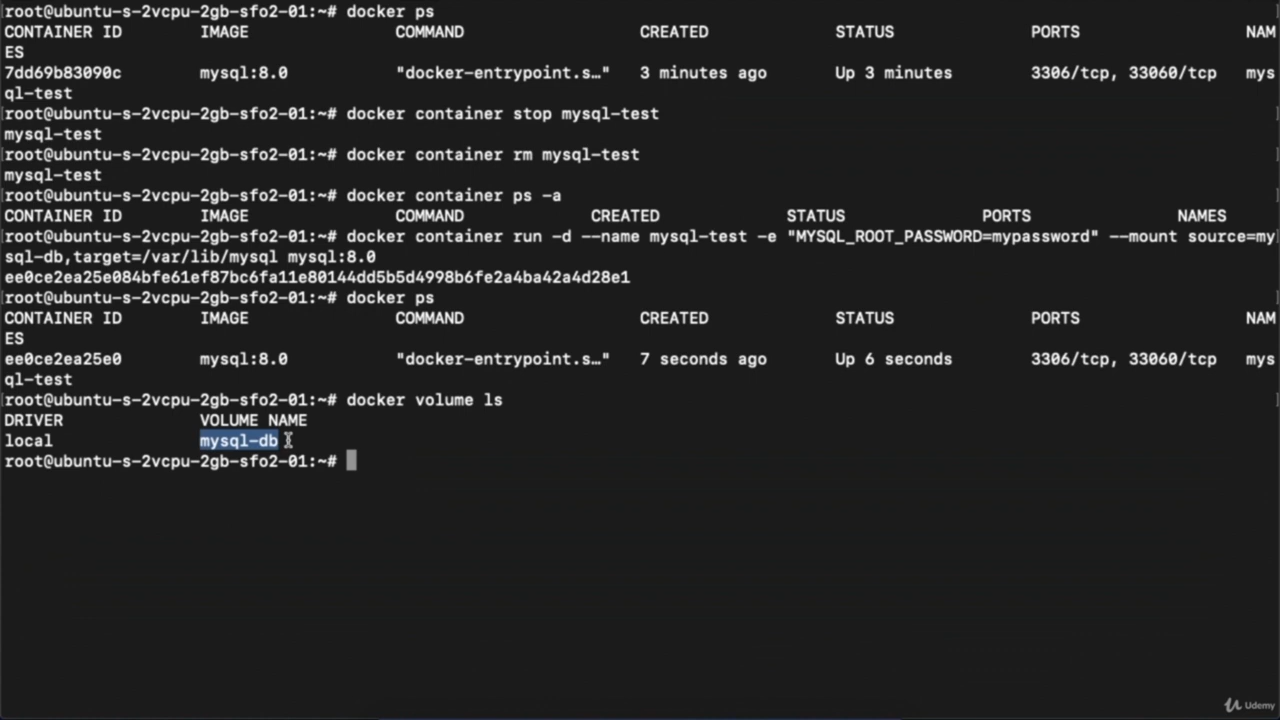 root@ubuntu-s-2vcpu-2gb-sfo2-01:~# docker ps
CONTAINER ID IMAGE COMMAND CREATED STATUS PORTS NAM
ES
7dd69b83090c mysql:8.0 "docker-entrypoint.s…" 3 minutes ago Up 3 minutes 3306/tcp, 33060/tcp mys
ql-test
root@ubuntu-s-2vcpu-2gb-sfo2-01:~# docker container stop mysql-test
mysql-test
root@ubuntu-s-2vcpu-2gb-sfo2-01:~# docker container rm mysql-test
mysql-test
root@ubuntu-s-2vcpu-2gb-sfo2-01:~# docker container ps -a
CONTAINER ID IMAGE COMMAND CREATED STATUS PORTS NAMES
root@ubuntu-s-2vcpu-2gb-sfo2-01:~# docker container run -d --name mysql-test -e "MYSQL_ROOT_PASSWORD=mypassword" --mount source=my
sql-db,target=/var/lib/mysql mysql:8.0
ee0ce2ea25e084bfe61ef87bc6fa11e80144dd5b5d4998b6fe2a4ba42a4d28e1
root@ubuntu-s-2vcpu-2gb-sfo2-01:~# docker ps
CONTAINER ID IMAGE COMMAND CREATED STATUS PORTS NAM
ES
ee0ce2ea25e0 mysql:8.0 "docker-entrypoint.s…" 7 seconds ago Up 6 seconds 3306/tcp, 33060/tcp mys
ql-test
root@ubuntu-s-2vcpu-2gb-sfo2-01:~# docker volume ls
DRIVER VOLUME NAME
local mysql-db
root@ubuntu-s-2vcpu-2gb-sfo2-01:~#
Udemy